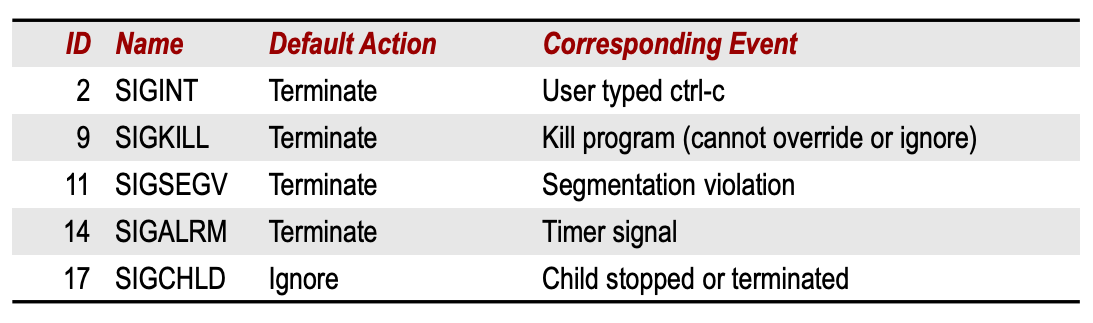 ID Name Default Action Corresponding Event
2 SIGINT Terminate User typed ctrl-c
9 SIGKILL Terminate Kill program (cannot override or ignore)
11 SIGSEGV Terminate Segmentation violation
14 SIGALRM Terminate Timer signal
17 SIGCHLD Ignore Child stopped or terminated